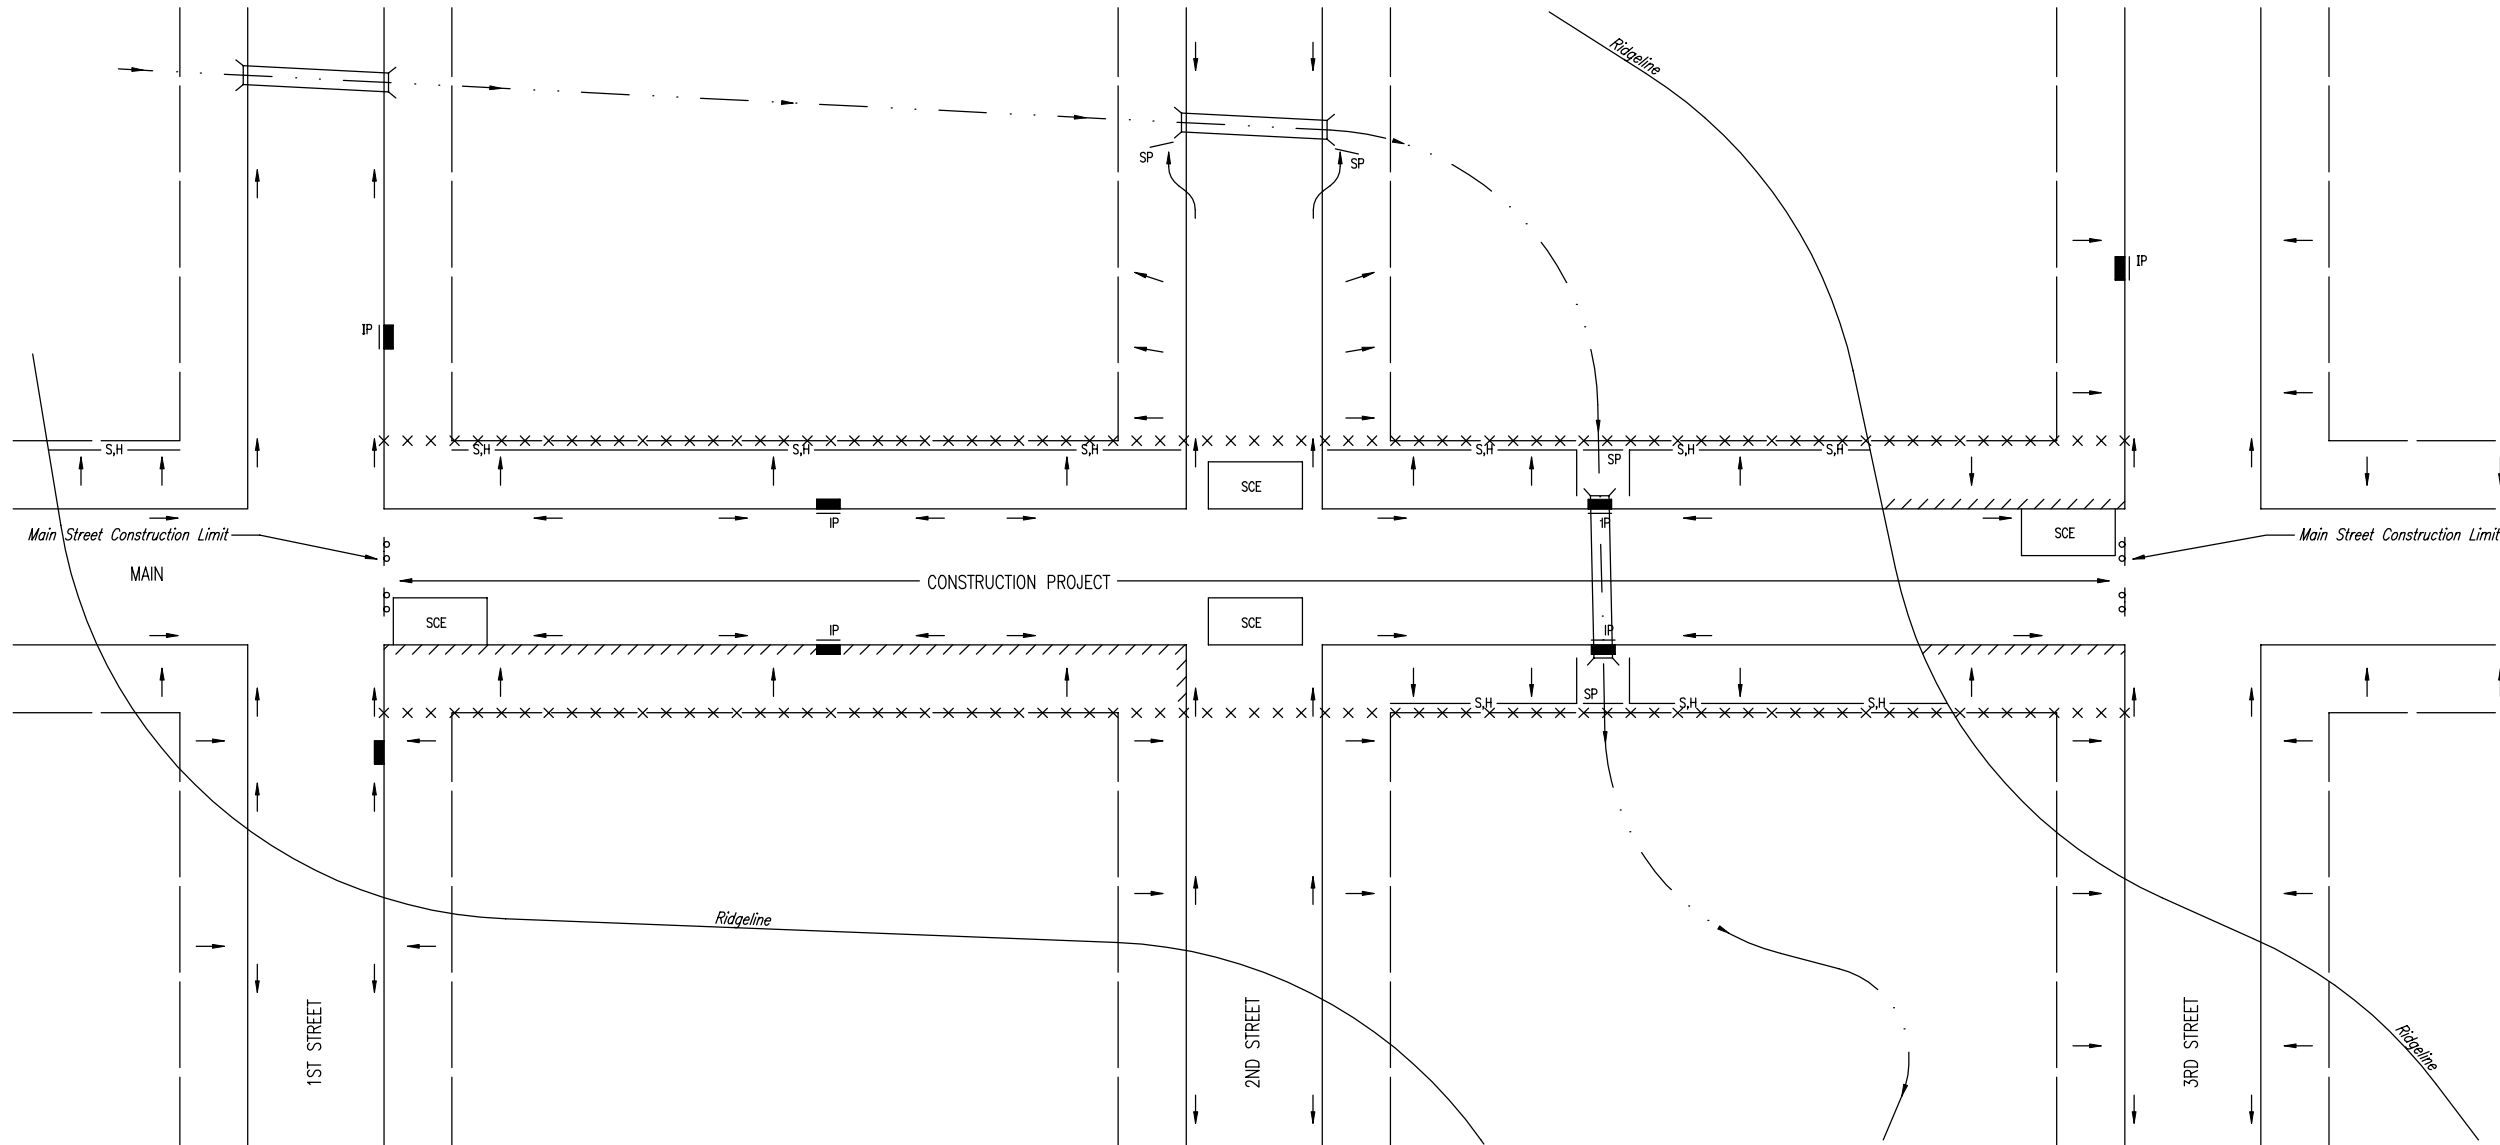 Ridgeline
SP
SP
IP
IP
S,H
S,H
S,H
S,H
S,H
SP
S,H
S,H
SCE
IP
1P
SCE
Main Street Construction Limit
Main Street Construction Limit
MAIN
CONSTRUCTION PROJECT
SCE
SCE
IP
IP
SP
S,H
S,H
S,H
Ridgeline
1ST STREET
2ND STREET
3RD STREET
Ridgeline